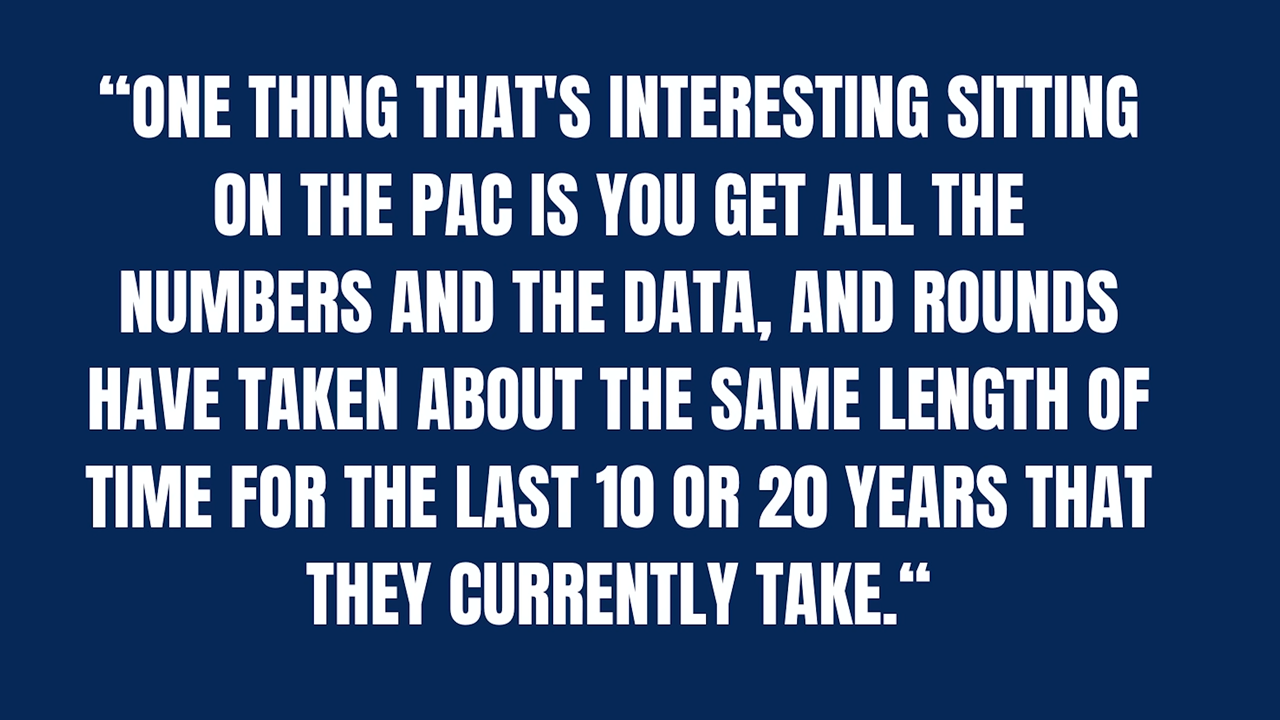 “ONE THING THAT'S INTERESTING SITTING
ON THE PAC IS YOU GET ALL THE
NUMBERS AND THE DATA, AND ROUNDS
HAVE TAKEN ABOUT THE SAME LENGTH OF
TIME FOR THE LAST 10 OR 20 YEARS THAT
THEY CURRENTLY TAKE.“